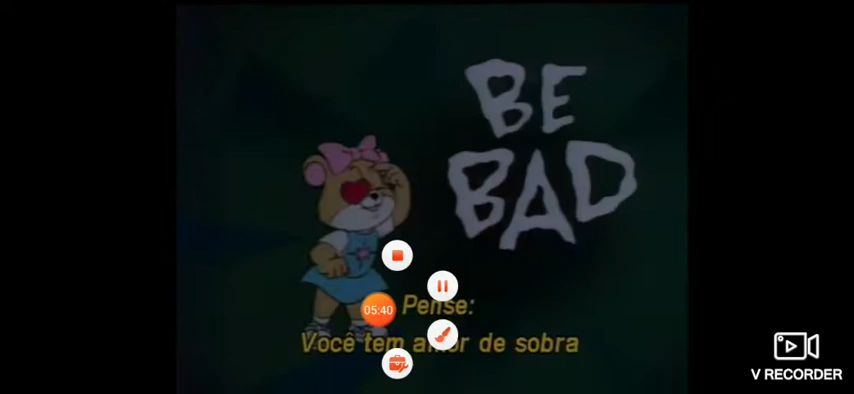 BE
BAD
Pense:
Você tem amor de sobra
05:40
V RECORDER